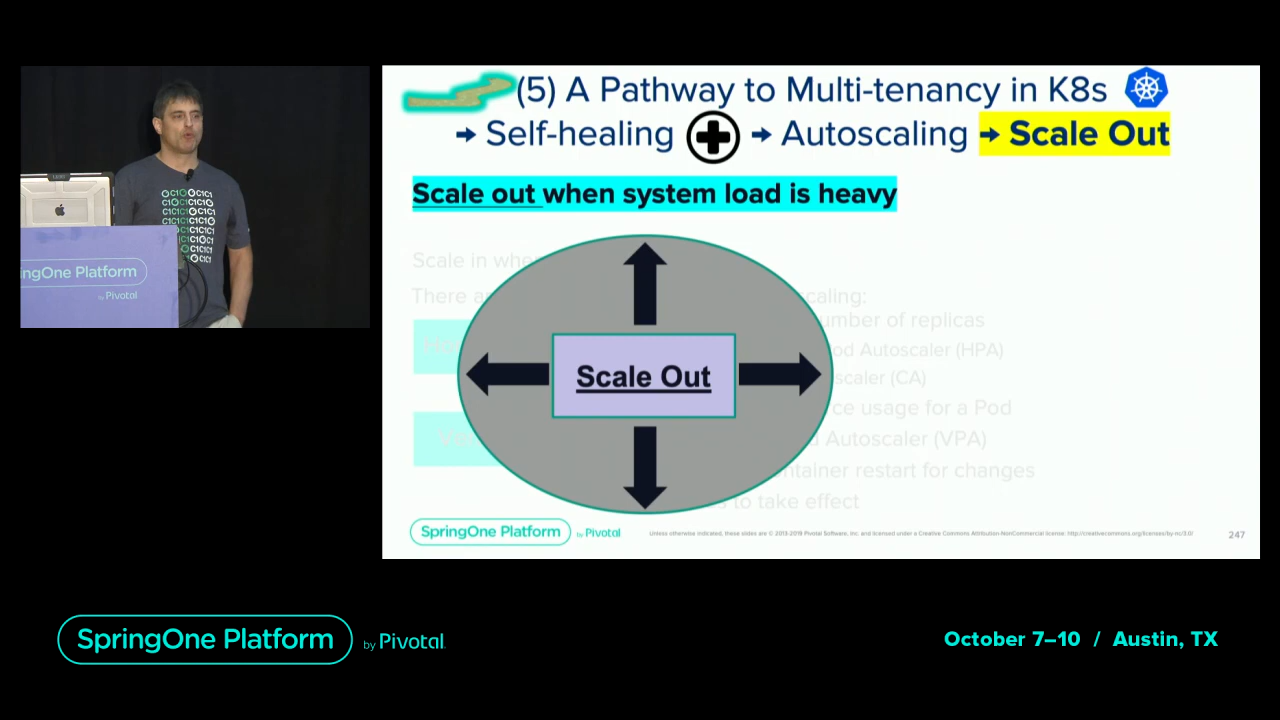 (5) A Pathway to Multi-tenancy in K8s
→ Self-healing → Autoscaling → Scale Out
Scale out when system load is heavy
Scale in whe
There a
scaling:
umber of replicas
od Autoscaler (HPA)
scaler (CA)
ce usage for a Pod
d Autoscaler (VPA)
ntainer restart for changes
to take effect
Scale Out
SpringOne Platform by Pivotal
Unless otherwise indicated, these slides are © 2013-2019 Pivotal Software, Inc. and licensed under a Creative Commons Attribution-NonCommercial license: http://creativecommons.org/licenses/by-nc/3.0/
247
ingOne Platform
by Pivotal
SpringOne Platform by Pivotal
October 7–10 / Austin, TX